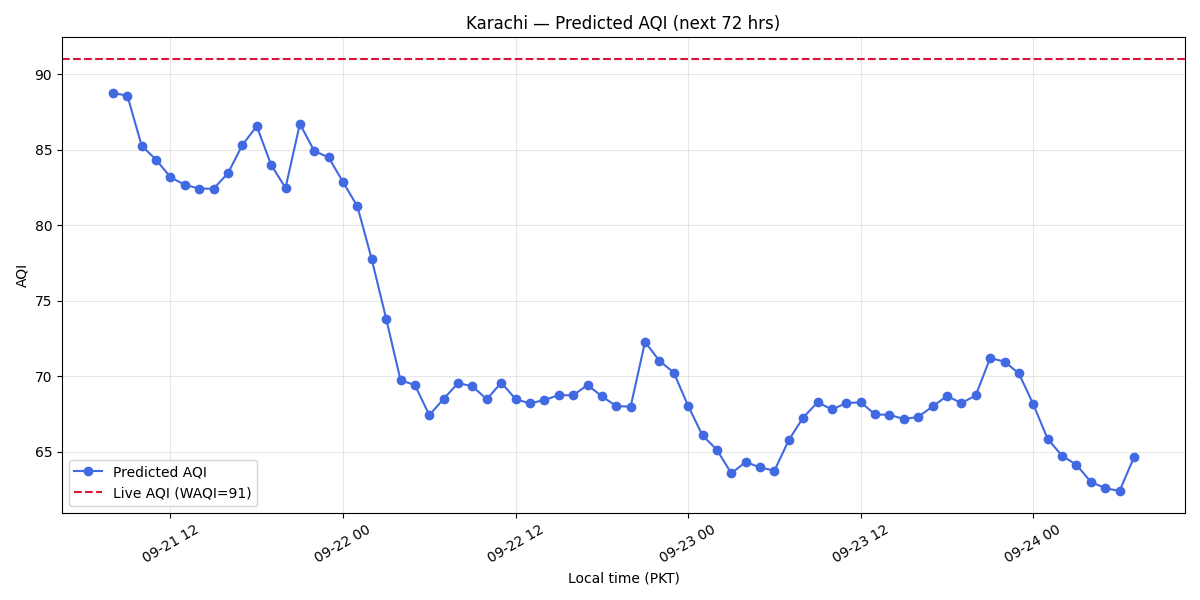 Karachi — Predicted AQI (next 72 hrs)
90
85
80
75
70
65
AQI
Predicted AQI
Live AQI (WAQI=91)
09-21 12
09-22 00
09-22 12
09-23 00
09-23 12
09-24 00
Local time (PKT)